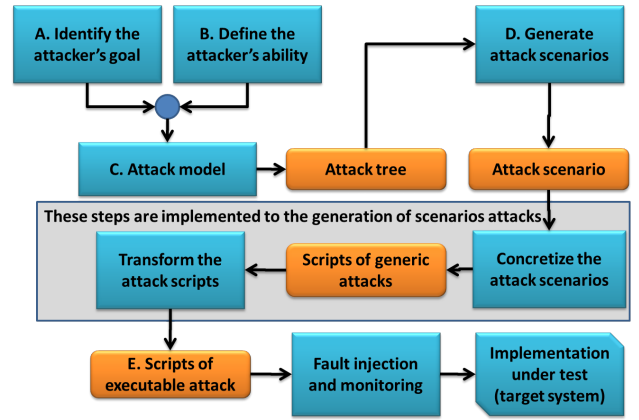 A. Identify the
attacker's goal
B. Define the
attacker's ability
D. Generate
attack scenarios
C. Attack model
Attack tree
Attack scenario
These steps are implemented to the generation of scenarios attacks
Transform the
attack scripts
Scripts of generic
attacks
Concretize the
attack scenarios
E. Scripts of
executable attack
Fault injection
and monitoring
Implementation
under test
(target system)